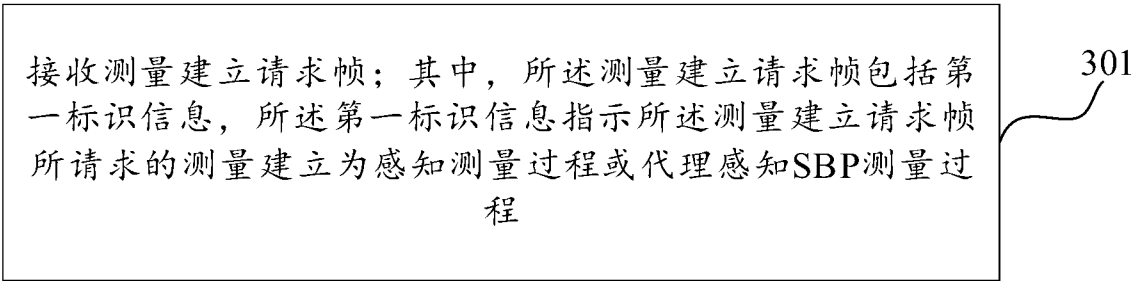 接收测量建立请求帧；其中，所述测量建立请求帧包括第
一标识信息，所述第一标识信息指示所述测量建立请求帧
所请求的测量建立为感知测量过程或代理感知SBP测量过
程
301